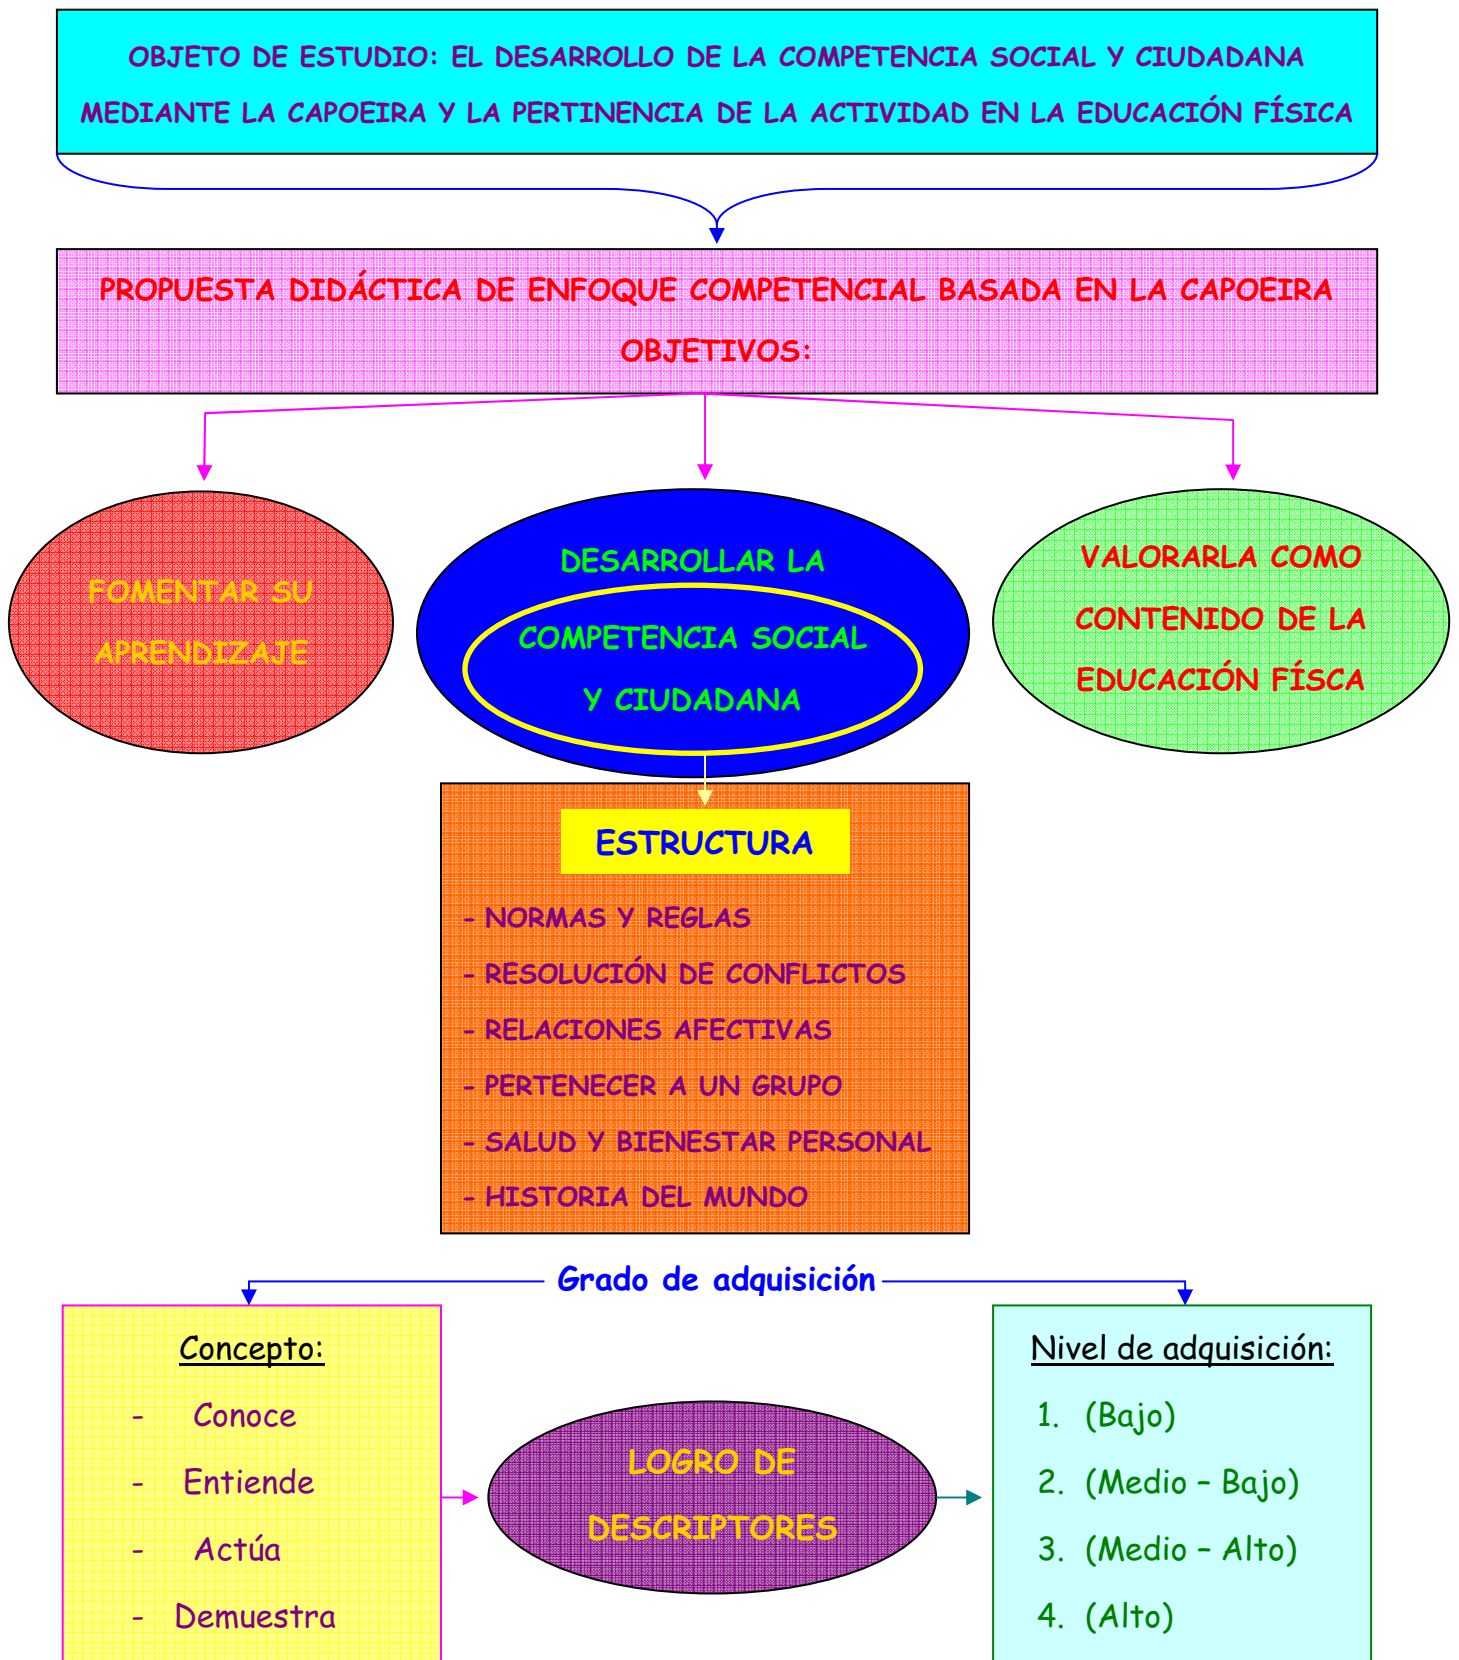 OBJETO DE ESTUDIO: EL DESARROLLO DE LA COMPETENCIA SOCIAL Y CIUDADANA
MEDIANTE LA CAPOEIRA Y LA PERTINENCIA DE LA ACTIVIDAD EN LA EDUCACIÓN FÍSICA
PROPUESTA DIDÁCTICA DE ENFOQUE COMPETENCIAL BASADA EN LA CAPOEIRA
OBJETIVOS:
FOMENTAR SU
APRENDIZAJE
DESARROLLAR LA
COMPETENCIA SOCIAL
Y CIUDADANA
VALORARLA COMO
CONTENIDO DE LA
EDUCACIÓN FÍSCA
ESTRUCTURA
- NORMAS Y REGLAS
- RESOLUCIÓN DE CONFLICTOS
- RELACIONES AFECTIVAS
- PERTENECER A UN GRUPO
- SALUD Y BIENESTAR PERSONAL
- HISTORIA DEL MUNDO
Grado de adquisición
Concepto:
- Conoce
- Entiende
- Actúa
- Demuestra
LOGRO DE
DESCRIPTORES
Nivel de adquisición:
1. (Bajo)
2. (Medio – Bajo)
3. (Medio – Alto)
4. (Alto)